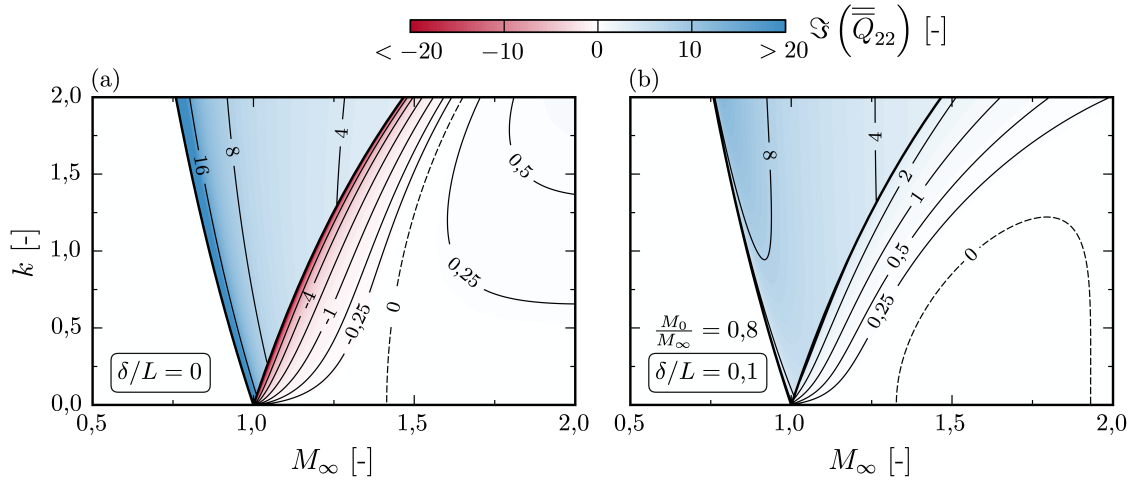 ℑ(Q̿₂₂) [-]
< −20 −10 0 10 > 20
(a)
2,0
1,5
1,0
0,5
0,0
k [-]
16
8
4
-4
-1
-0,25
0
0,25
0,5
δ/L = 0
0,5 1,0 1,5 2,0
M∞ [-]
(b)
8
4
2
1
0,5
0,25
0
M₀/M∞ = 0,8
δ/L = 0,1
0,5 1,0 1,5 2,0
M∞ [-]